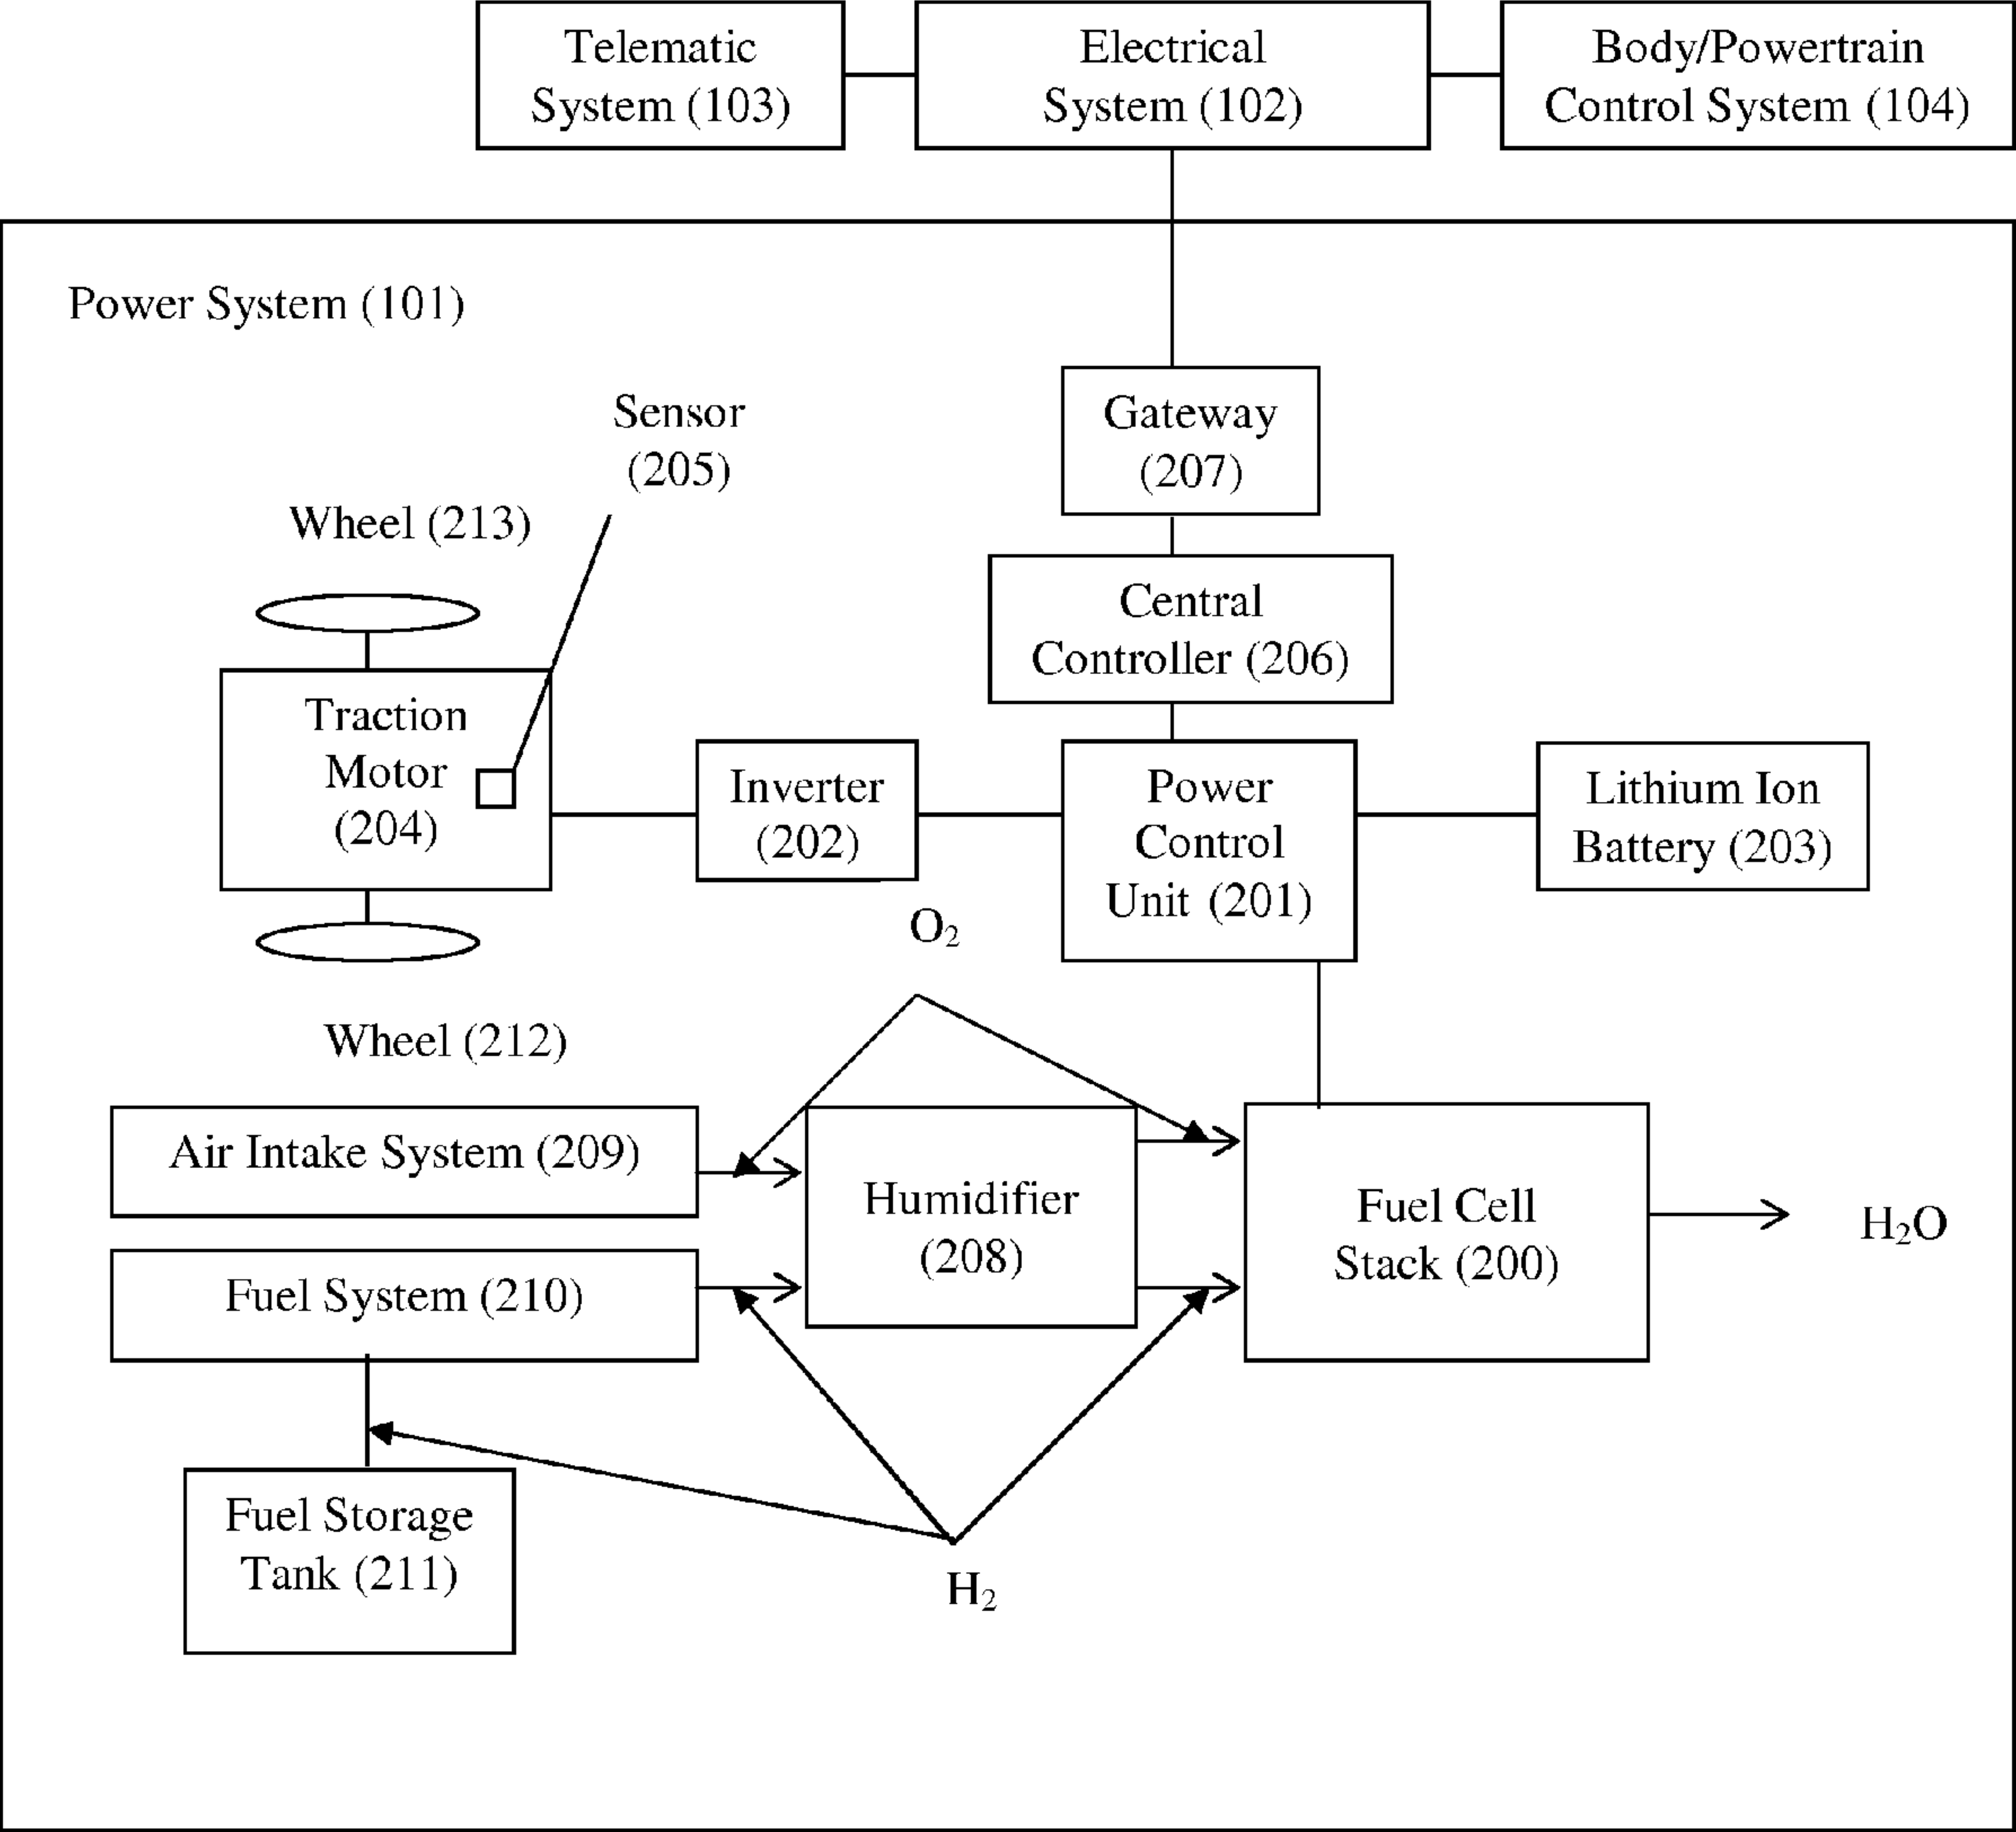 Telematic
System (103)
Electrical
System (102)
Body/Powertrain
Control System (104)
Power System (101)
Sensor
(205)
Gateway
(207)
Wheel (213)
Central
Controller (206)
Traction
Motor
(204)
Inverter
(202)
Power
Control
Unit (201)
Lithium Ion
Battery (203)
O₂
Wheel (212)
Air Intake System (209)
Humidifier
(208)
Fuel Cell
Stack (200)
H₂O
Fuel System (210)
Fuel Storage
Tank (211)
H₂